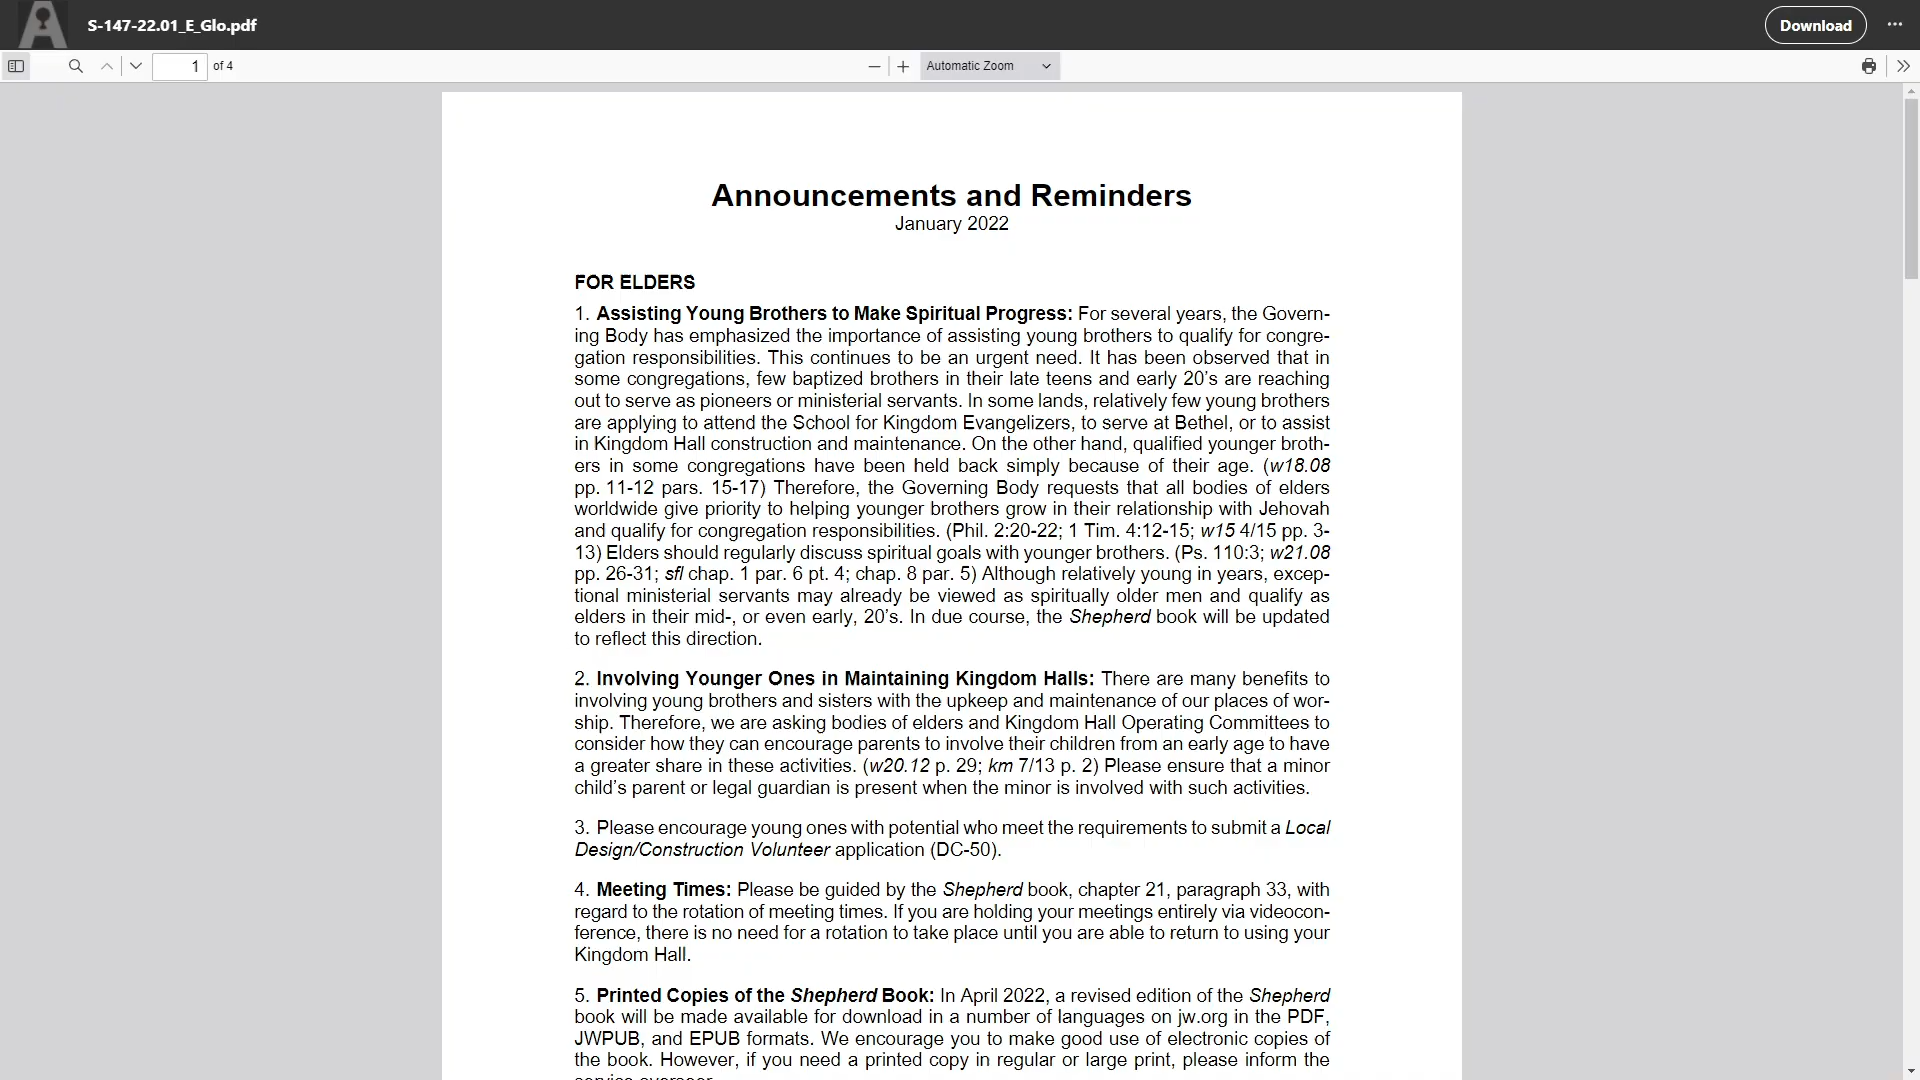 S-147-22.01_E_Glo.pdf
Download
1 of 4
Automatic Zoom
Announcements and Reminders
January 2022
FOR ELDERS
1. Assisting Young Brothers to Make Spiritual Progress: For several years, the Govern-
ing Body has emphasized the importance of assisting young brothers to qualify for congre-
gation responsibilities. This continues to be an urgent need. It has been observed that in
some congregations, few baptized brothers in their late teens and early 20’s are reaching
out to serve as pioneers or ministerial servants. In some lands, relatively few young brothers
are applying to attend the School for Kingdom Evangelizers, to serve at Bethel, or to assist
in Kingdom Hall construction and maintenance. On the other hand, qualified younger broth-
ers in some congregations have been held back simply because of their age. (w18.08
pp. 11-12 pars. 15-17) Therefore, the Governing Body requests that all bodies of elders
worldwide give priority to helping younger brothers grow in their relationship with Jehovah
and qualify for congregation responsibilities. (Phil. 2:20-22; 1 Tim. 4:12-15; w15 4/15 pp. 3-
13) Elders should regularly discuss spiritual goals with younger brothers. (Ps. 110:3; w21.08
pp. 26-31; sfl chap. 1 par. 6 pt. 4; chap. 8 par. 5) Although relatively young in years, excep-
tional ministerial servants may already be viewed as spiritually older men and qualify as
elders in their mid-, or even early, 20’s. In due course, the Shepherd book will be updated
to reflect this direction.
2. Involving Younger Ones in Maintaining Kingdom Halls: There are many benefits to
involving young brothers and sisters with the upkeep and maintenance of our places of wor-
ship. Therefore, we are asking bodies of elders and Kingdom Hall Operating Committees to
consider how they can encourage parents to involve their children from an early age to have
a greater share in these activities. (w20.12 p. 29; km 7/13 p. 2) Please ensure that a minor
child’s parent or legal guardian is present when the minor is involved with such activities.
3. Please encourage young ones with potential who meet the requirements to submit a Local
Design/Construction Volunteer application (DC-50).
4. Meeting Times: Please be guided by the Shepherd book, chapter 21, paragraph 33, with
regard to the rotation of meeting times. If you are holding your meetings entirely via videocon-
ference, there is no need for a rotation to take place until you are able to return to using your
Kingdom Hall.
5. Printed Copies of the Shepherd Book: In April 2022, a revised edition of the Shepherd
book will be made available for download in a number of languages on jw.org in the PDF,
JWPUB, and EPUB formats. We encourage you to make good use of electronic copies of
the book. However, if you need a printed copy in regular or large print, please inform the